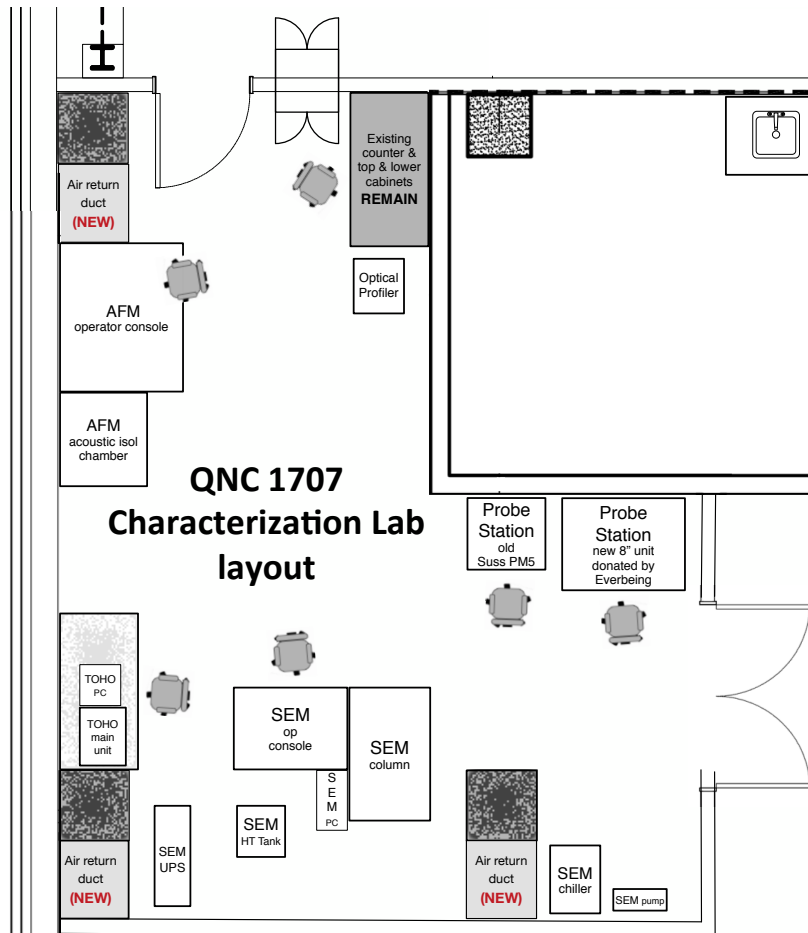 Existing
counter &
top & lower
cabinets
REMAIN
Air return
duct
(NEW)
Optical
Profiler
AFM
operator console
AFM
acoustic isol
chamber
QNC 1707
Characterization Lab
layout
Probe
Station
old
Suss PM5
Probe
Station
new 8” unit
donated by
Everbeing
TOHO
PC
TOHO
main
unit
SEM
op
console
SEM
column
S
E
M
PC
SEM
UPS
SEM
HT Tank
Air return
duct
(NEW)
Air return
duct
(NEW)
SEM
chiller
SEM pump